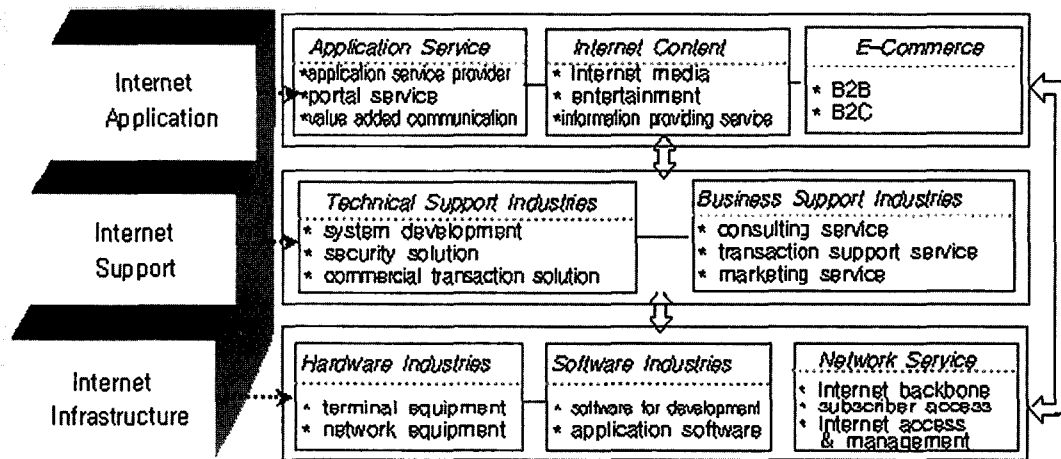 Internet
Application
Application Service
*application service provider
*portal service
*value added communication
Internet Content
* Internet media
* entertainment
*information providing service
E-Commerce
* B2B
* B2C
Internet
Support
Technical Support Industries
* system development
* security solution
* commercial transaction solution
Business Support Industries
* consulting service
* transaction support service
* marketing service
Internet
Infrastructure
Hardware Industries
* terminal equipment
* network equipment
Software Industries
* software for development
* application software
Network Service
* Internet backbone
* subscriber access
* Internet access
& management